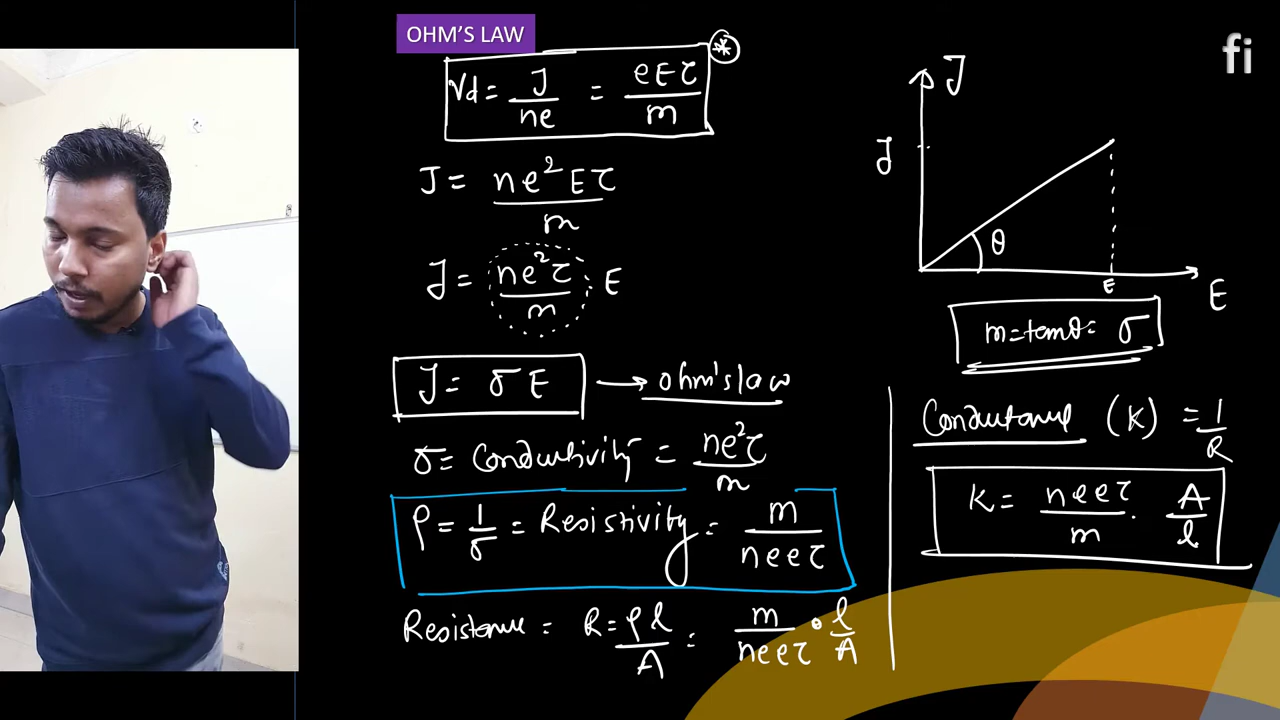 OHM'S LAW
fi
Vd = J/ne = eEτ/m *
J = ne²Eτ/m
J = ne²τ/m E
J = σE → ohm's law
σ = Conductivity = ne²τ/m
ρ = 1/σ = Resistivity = m/neeτ
Resistance = R = ρl/A = m/neeτ · l/A
J
J
θ
E
E
m = tanθ = σ
Conductance (K) = 1/R
K = neeτ/m · A/l